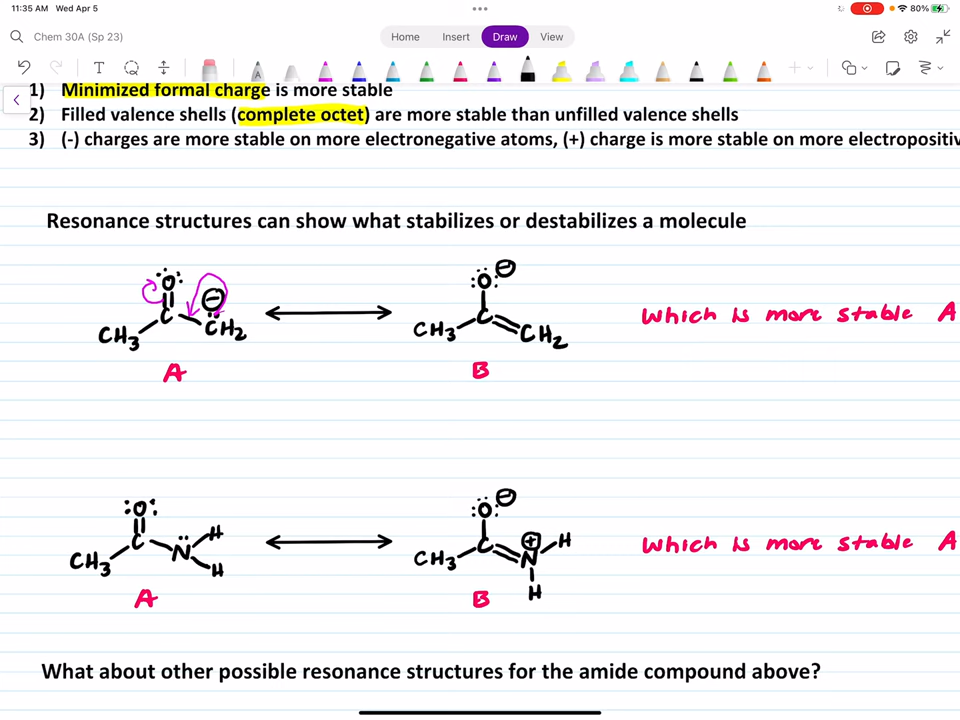 11:35 AM Wed Apr 5
80%
Chem 30A (Sp 23)
Home Insert Draw View
1) Minimized formal charge is more stable
2) Filled valence shells (complete octet) are more stable than unfilled valence shells
3) (-) charges are more stable on more electronegative atoms, (+) charge is more stable on more electropositiv
Resonance structures can show what stabilizes or destabilizes a molecule
:O: ⊖
C
CH3 CH2
A
:O: ⊖
C
CH3 CH2
B
Which is more stable A
:O:
C
CH3 N H
H
A
:O: ⊖
C
CH3 N ⊕ H
H
B
Which is more stable A
What about other possible resonance structures for the amide compound above?